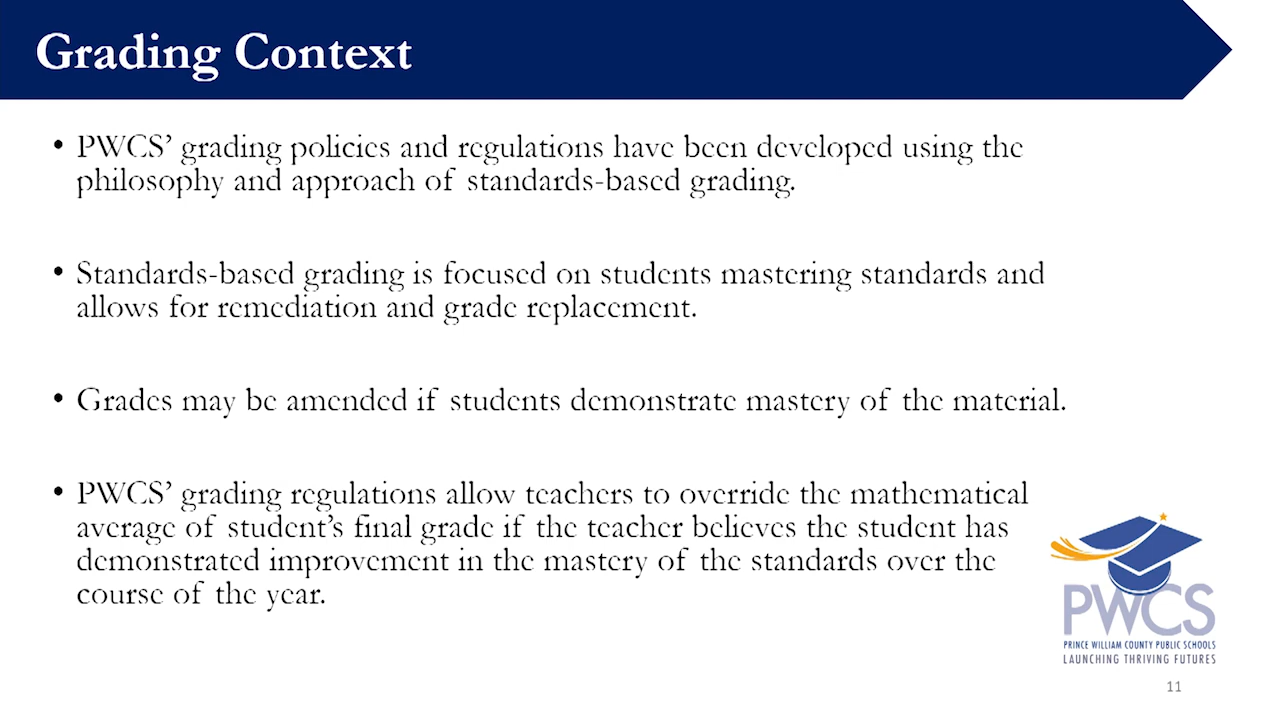 Grading Context
• PWCS’ grading policies and regulations have been developed using the
philosophy and approach of standards-based grading.
• Standards-based grading is focused on students mastering standards and
allows for remediation and grade replacement.
• Grades may be amended if students demonstrate mastery of the material.
• PWCS’ grading regulations allow teachers to override the mathematical
average of student’s final grade if the teacher believes the student has
demonstrated improvement in the mastery of the standards over the
course of the year.
PWCS
PRINCE WILLIAM COUNTY PUBLIC SCHOOLS
LAUNCHING THRIVING FUTURES
11